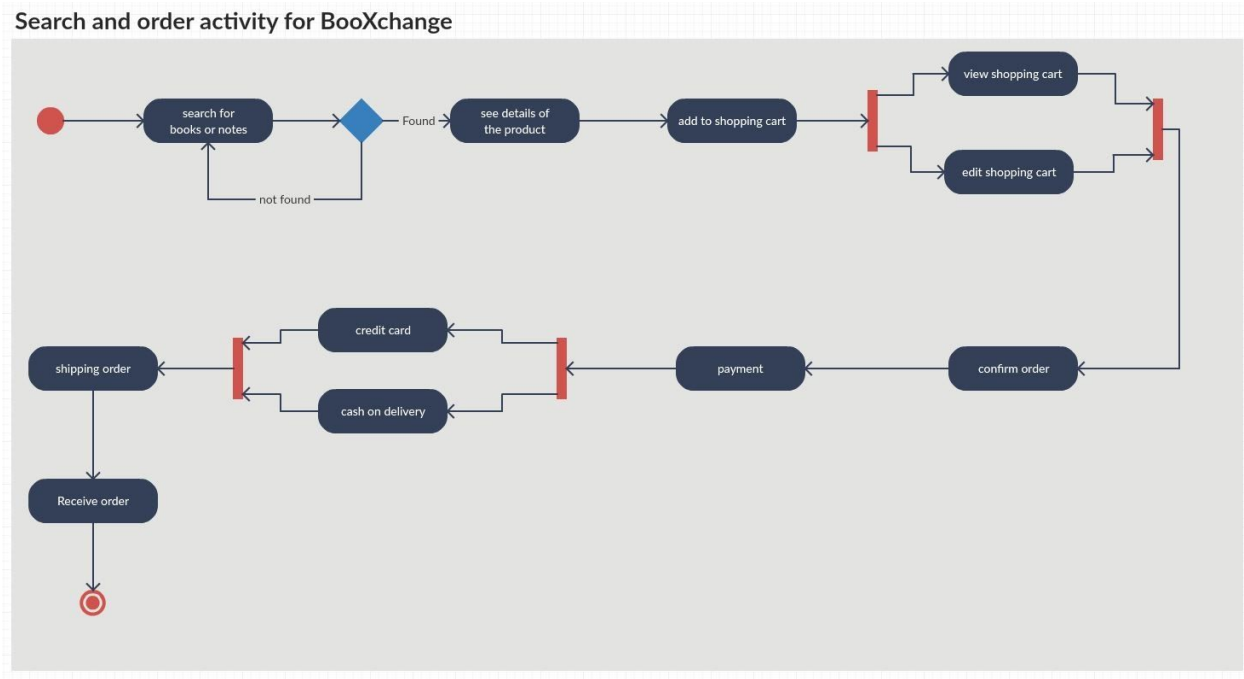 Search and order activity for BooXchange
search for
books or notes
Found
not found
see details of
the product
add to shopping cart
view shopping cart
edit shopping cart
confirm order
payment
credit card
cash on delivery
shipping order
Receive order